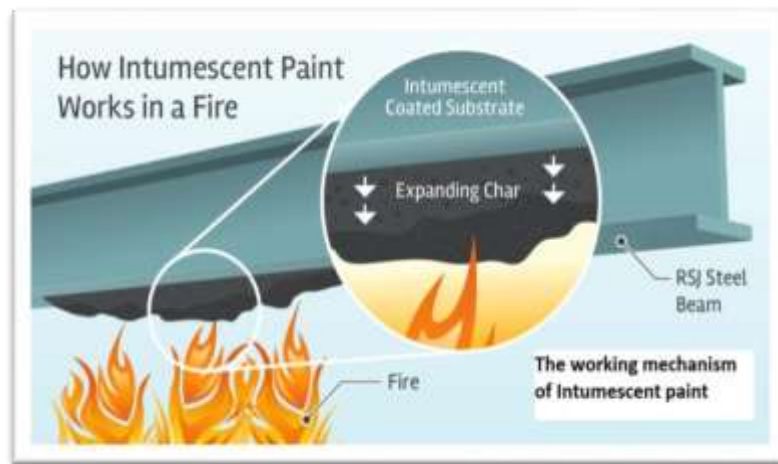 How Intumescent Paint
Works in a Fire
Intumescent
Coated Substrate
Expanding Char
RSJ Steel
Beam
Fire
The working mechanism
of Intumescent paint